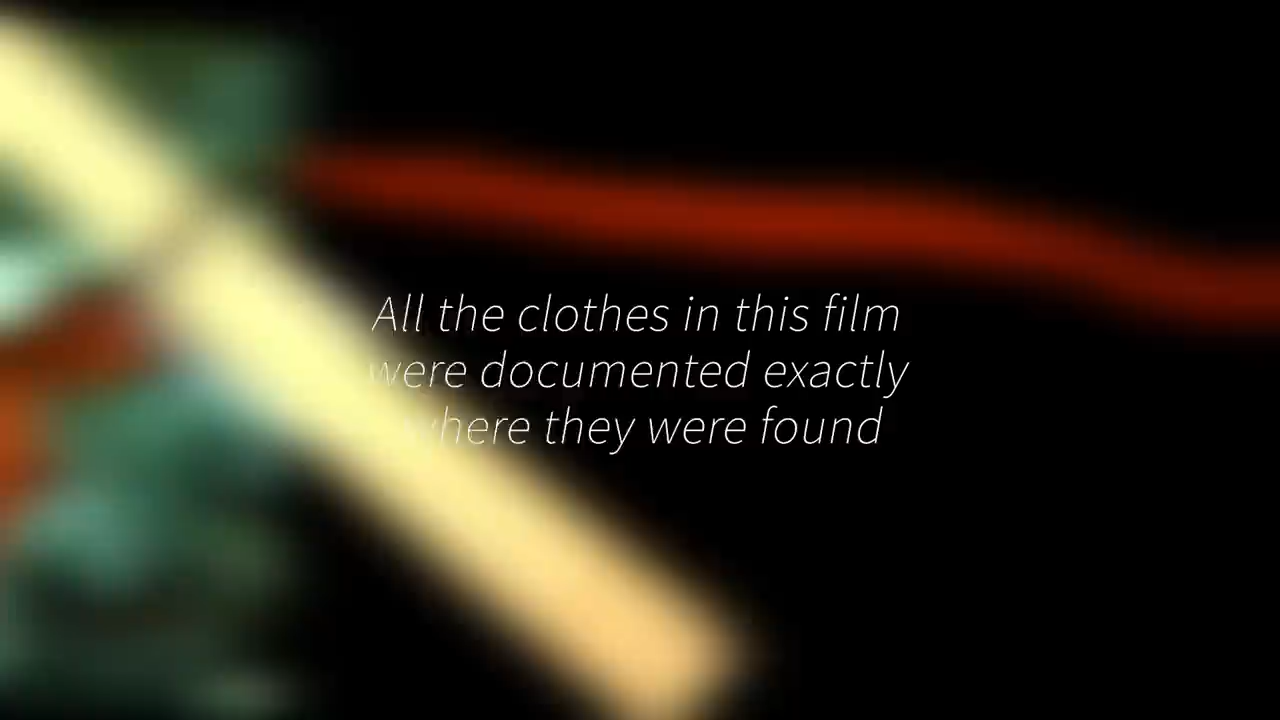 All the clothes in this film
were documented exactly
where they were found